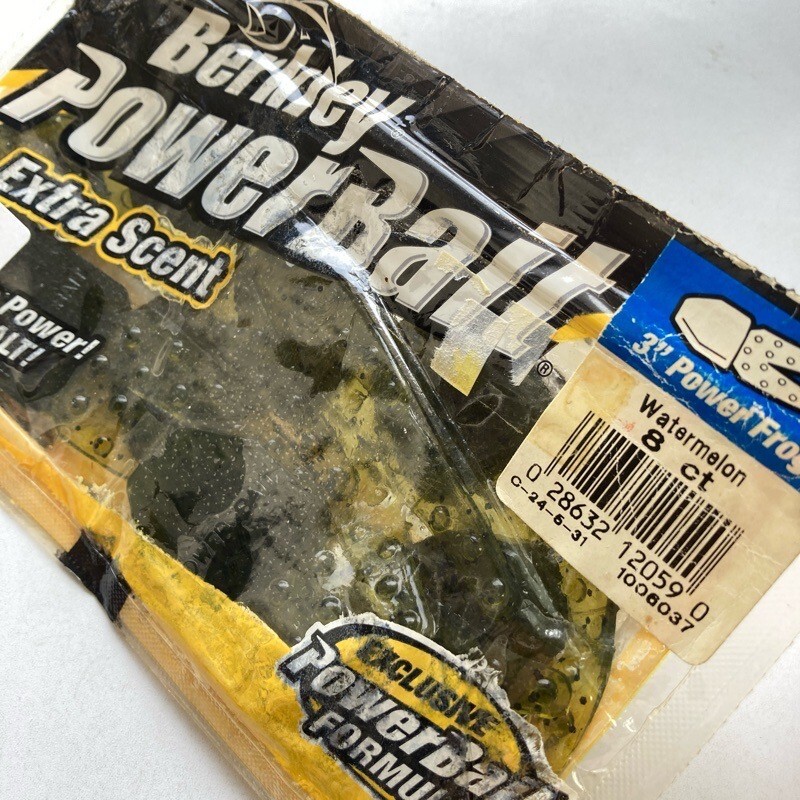 Berkley
PowerBait
®
Extra Scent
Power!
ALT!
3" Power Frog
Watermelon
8 ct
0 28632 12059 0
C-24-5-31
1006037
EXCLUSIVE
PowerBait
FORMU